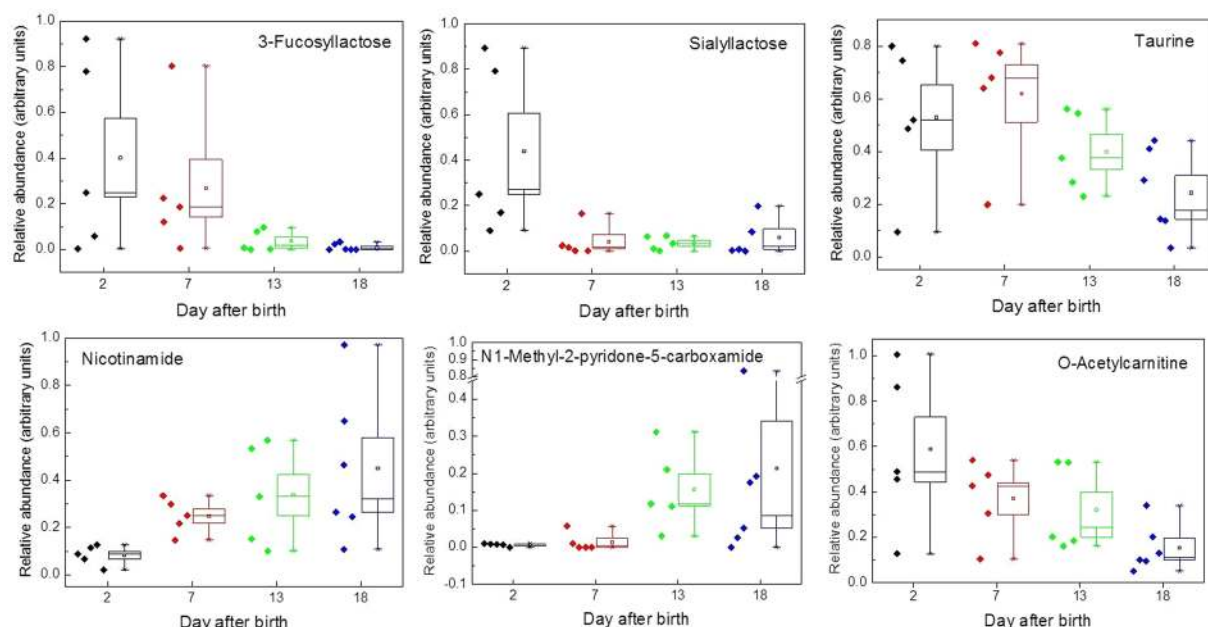 3-Fucosyllactose
Relative abundance (arbitrary units)
1.0
0.8
0.6
0.4
0.2
0.0
2 7 13 18
Day after birth
Sialyllactose
Relative abundance (arbitrary units)
1.0
0.8
0.6
0.4
0.2
0.0
2 7 13 18
Day after birth
Taurine
Relative abundance (arbitrary units)
0.8
0.6
0.4
0.2
0.0
2 7 13 18
Day after birth
Nicotinamide
Relative abundance (arbitrary units)
1.0
0.8
0.6
0.4
0.2
0.0
2 7 13 18
Day after birth
N1-Methyl-2-pyridone-5-carboxamide
Relative abundance (arbitrary units)
1.0
0.9
0.8
0.3
0.2
0.1
0.0
-0.1
2 7 13 18
Day after birth
O-Acetylcarnitine
Relative abundance (arbitrary units)
1.0
0.8
0.6
0.4
0.2
0.0
2 7 13 18
Day after birth